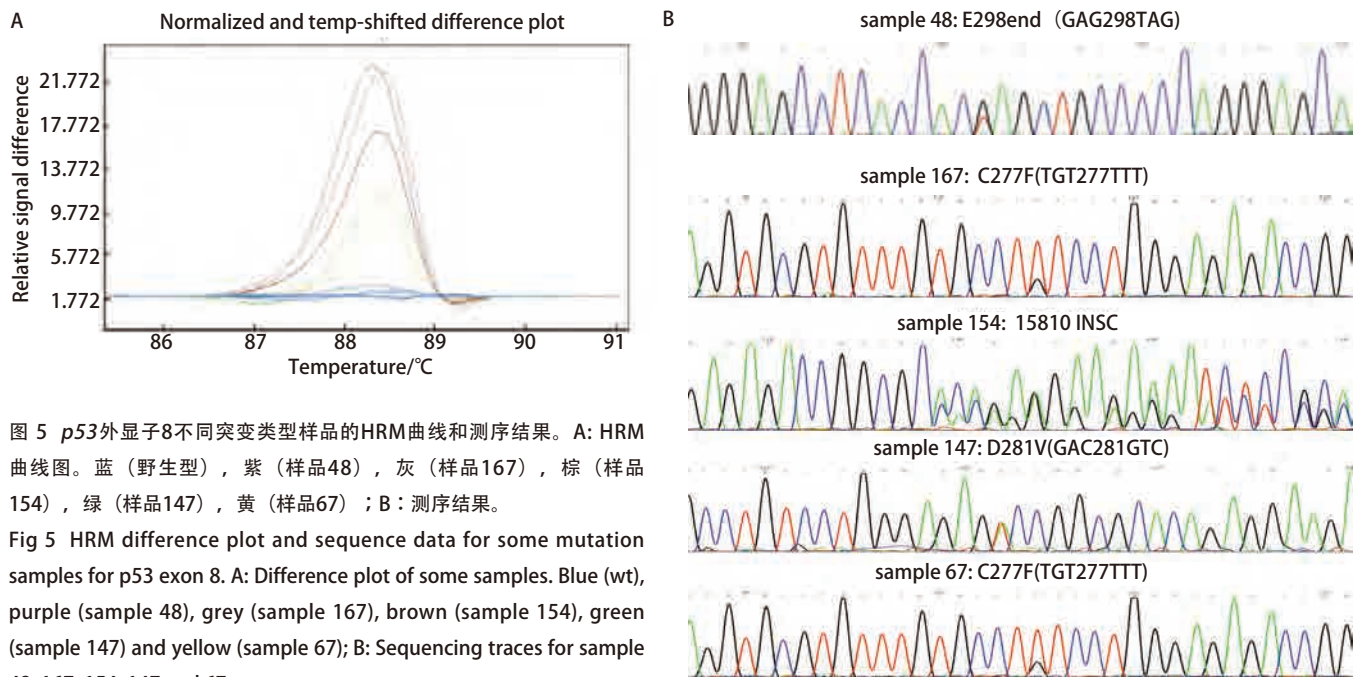 A
Normalized and temp-shifted difference plot
Relative signal difference
21.772
17.772
13.772
9.772
5.772
1.772
86 87 88 89 90 91
Temperature/℃
图 5 p53外显子8不同突变类型样品的HRM曲线和测序结果。A: HRM
曲线图。蓝（野生型），紫（样品48），灰（样品167），棕（样品
154），绿（样品147），黄（样品67）；B：测序结果。
Fig 5 HRM difference plot and sequence data for some mutation
samples for p53 exon 8. A: Difference plot of some samples. Blue (wt),
purple (sample 48), grey (sample 167), brown (sample 154), green
(sample 147) and yellow (sample 67); B: Sequencing traces for sample
B
sample 48: E298end（GAG298TAG)
sample 167: C277F(TGT277TTT)
sample 154: 15810 INSC
sample 147: D281V(GAC281GTC)
sample 67: C277F(TGT277TTT)